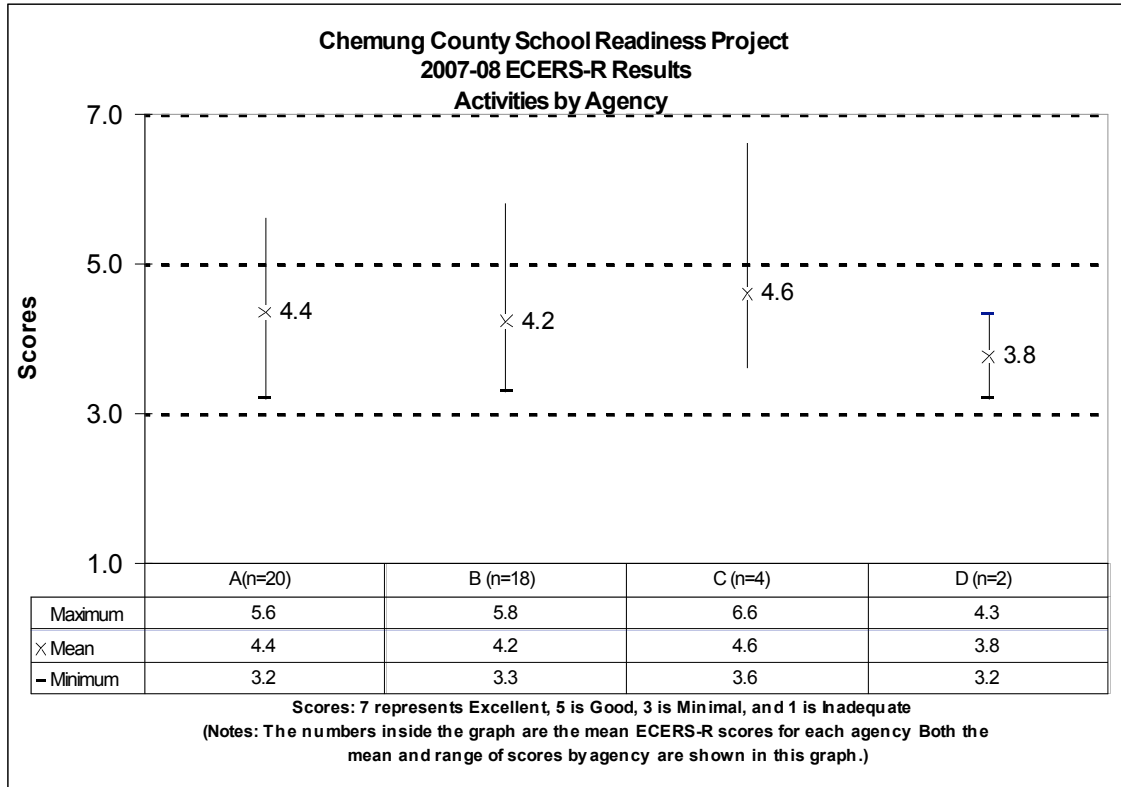 Chemung County School Readiness Project
2007-08 ECERS-R Results
Activities by Agency
7.0
5.0
3.0
1.0
Scores
4.4
4.2
4.6
3.8
A(n=20) B (n=18) C (n=4) D (n=2)
Maximum 5.6 5.8 6.6 4.3
Mean 4.4 4.2 4.6 3.8
Minimum 3.2 3.3 3.6 3.2
Scores: 7 represents Excellent, 5 is Good, 3 is Minimal, and 1 is Inadequate
(Notes: The numbers inside the graph are the mean ECERS-R scores for each agency Both the
mean and range of scores by agency are shown in this graph.)